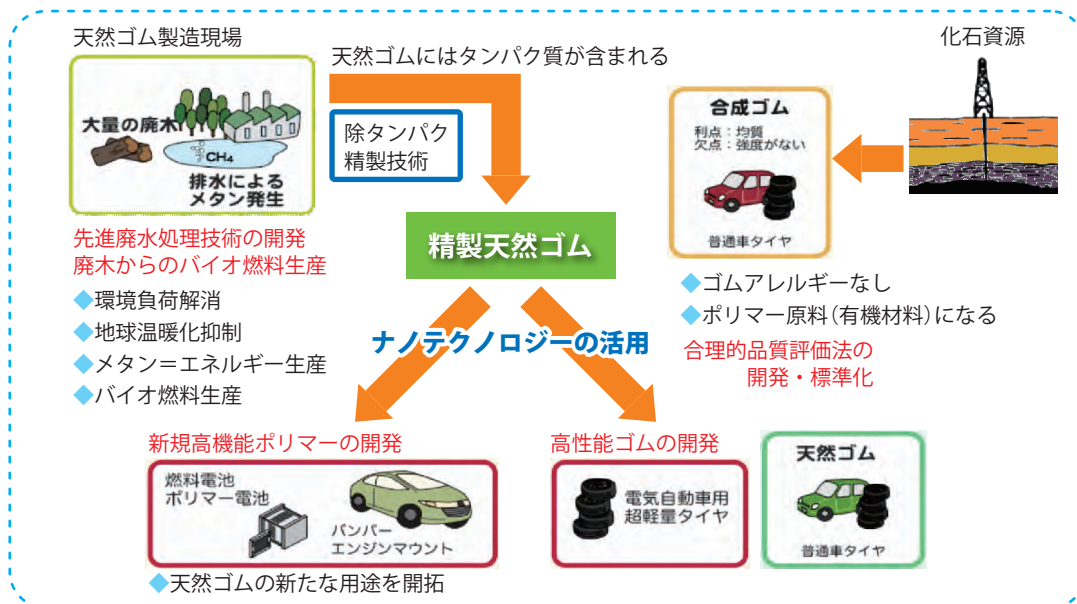 天然ゴム製造現場
大量の廃木
CH4
排水による
メタン発生
先進廃水処理技術の開発
廃木からのバイオ燃料生産
◆環境負荷解消
◆地球温暖化抑制
◆メタン＝エネルギー生産
◆バイオ燃料生産
天然ゴムにはタンパク質が含まれる
除タンパク
精製技術
精製天然ゴム
ナノテクノロジーの活用
化石資源
合成ゴム
利点：均質
欠点：強度がない
普通車タイヤ
◆ゴムアレルギーなし
◆ポリマー原料（有機材料）になる
合理的品質評価法の
開発・標準化
新規高機能ポリマーの開発
燃料電池
ポリマー電池
バンパー
エンジンマウント
◆天然ゴムの新たな用途を開拓
高性能ゴムの開発
電気自動車用
超軽量タイヤ
天然ゴム
普通車タイヤ